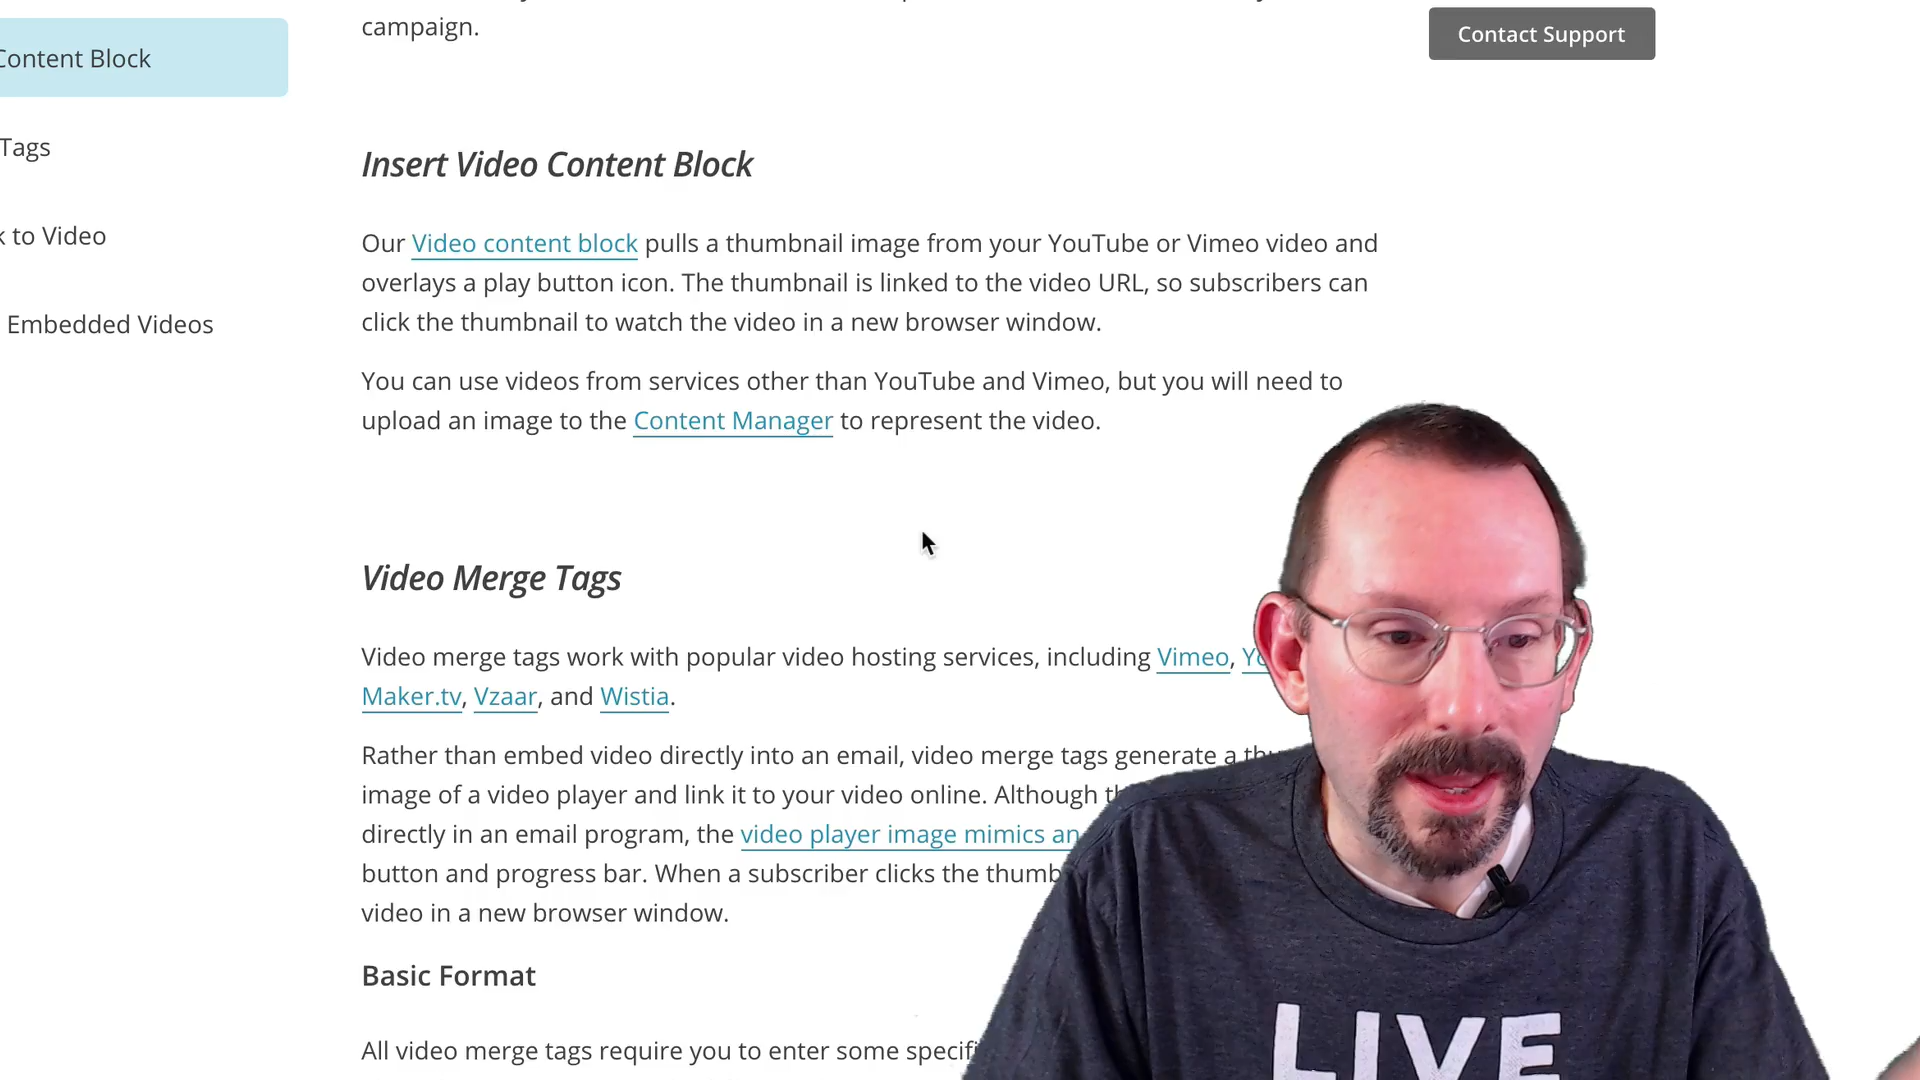 campaign.
Contact Support
Content Block
Tags
to Video
Embedded Videos
Insert Video Content Block
Our Video content block pulls a thumbnail image from your YouTube or Vimeo video and
overlays a play button icon. The thumbnail is linked to the video URL, so subscribers can
click the thumbnail to watch the video in a new browser window.
You can use videos from services other than YouTube and Vimeo, but you will need to
upload an image to the Content Manager to represent the video.
Video Merge Tags
Video merge tags work with popular video hosting services, including Vimeo,
Maker.tv, Vzaar, and Wistia.
Rather than embed video directly into an email, video merge tags generate a
image of a video player and link it to your video online. Although
directly in an email program, the video player image mimics an
button and progress bar. When a subscriber clicks the
video in a new browser window.
Basic Format
All video merge tags require you to enter some
LIVE